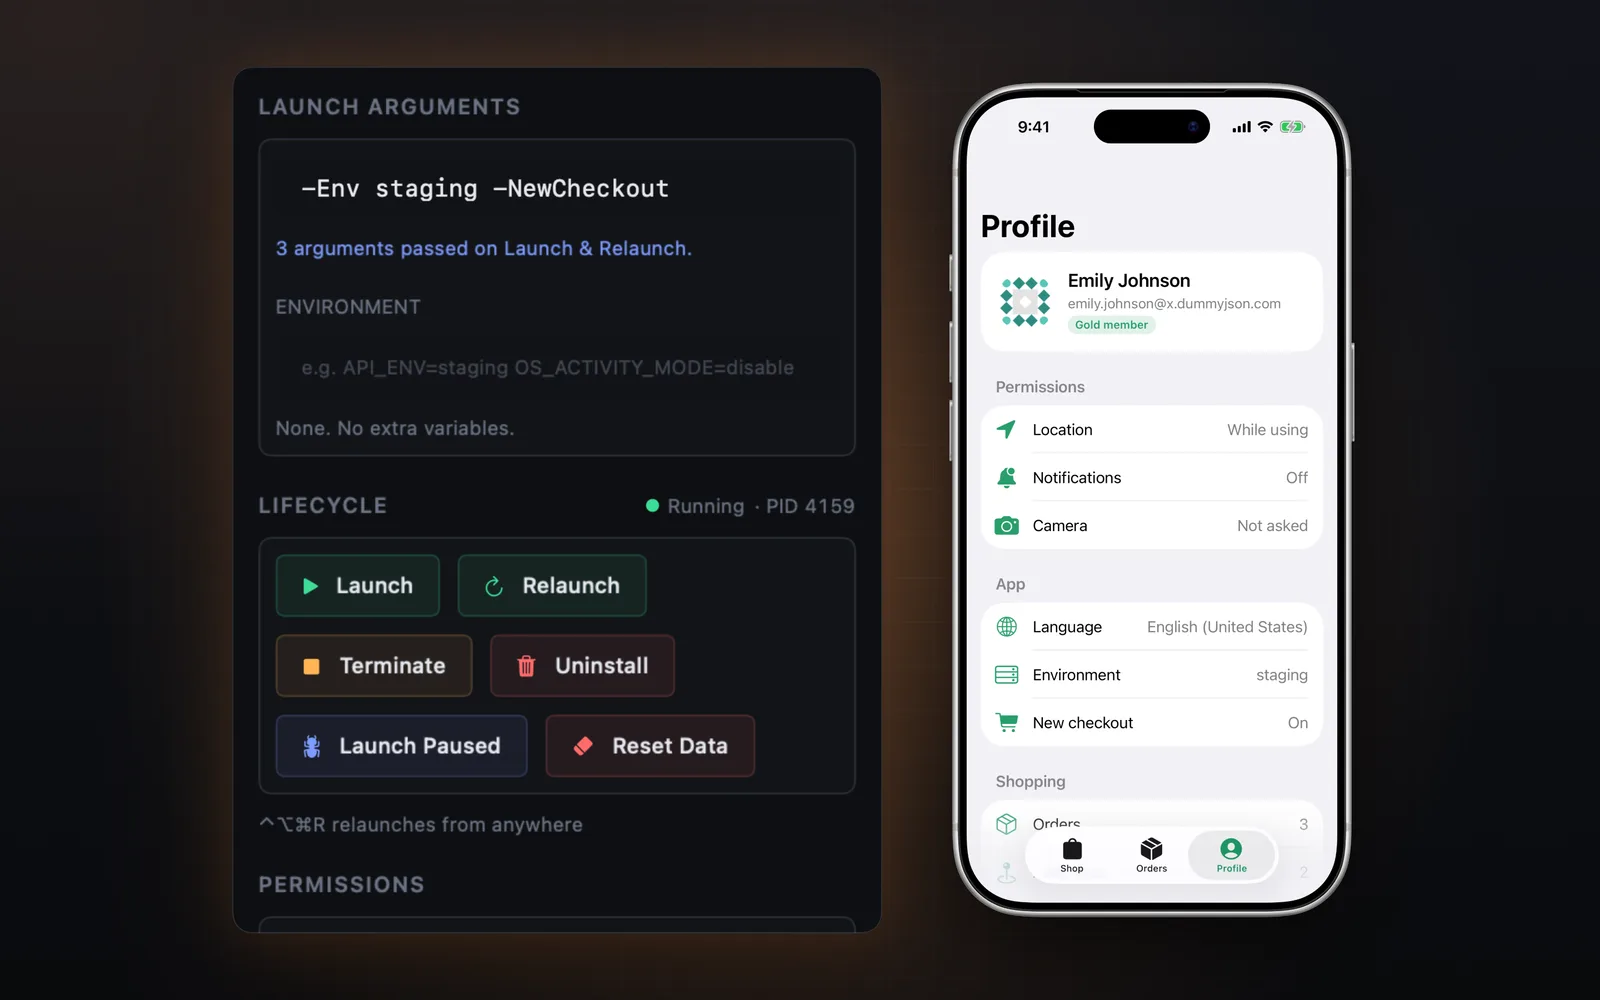 LAUNCH ARGUMENTS
–Env staging –NewCheckout
3 arguments passed on Launch & Relaunch.
ENVIRONMENT
e.g. API_ENV=staging OS_ACTIVITY_MODE=disable
None. No extra variables.
LIFECYCLE
Running · PID 4159
Launch
Relaunch
Terminate
Uninstall
Launch Paused
Reset Data
^⌥⌘R relaunches from anywhere
PERMISSIONS
9:41
Profile
Emily Johnson
emily.johnson@x.dummyjson.com
Gold member
Permissions
Location While using
Notifications Off
Camera Not asked
App
Language English (United States)
Environment staging
New checkout On
Shopping
Orders 3
2
Shop
Orders
Profile